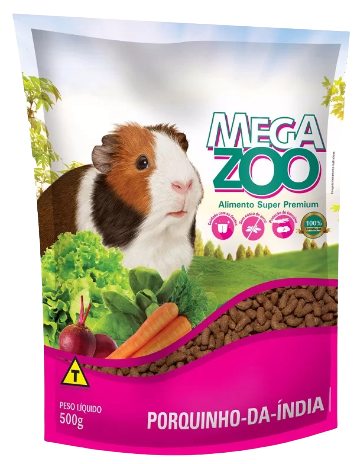 MEGA
ZOO
Alimento Super Premium
100%
T
PESO LÍQUIDO
500g
PORQUINHO-DA-ÍNDIA